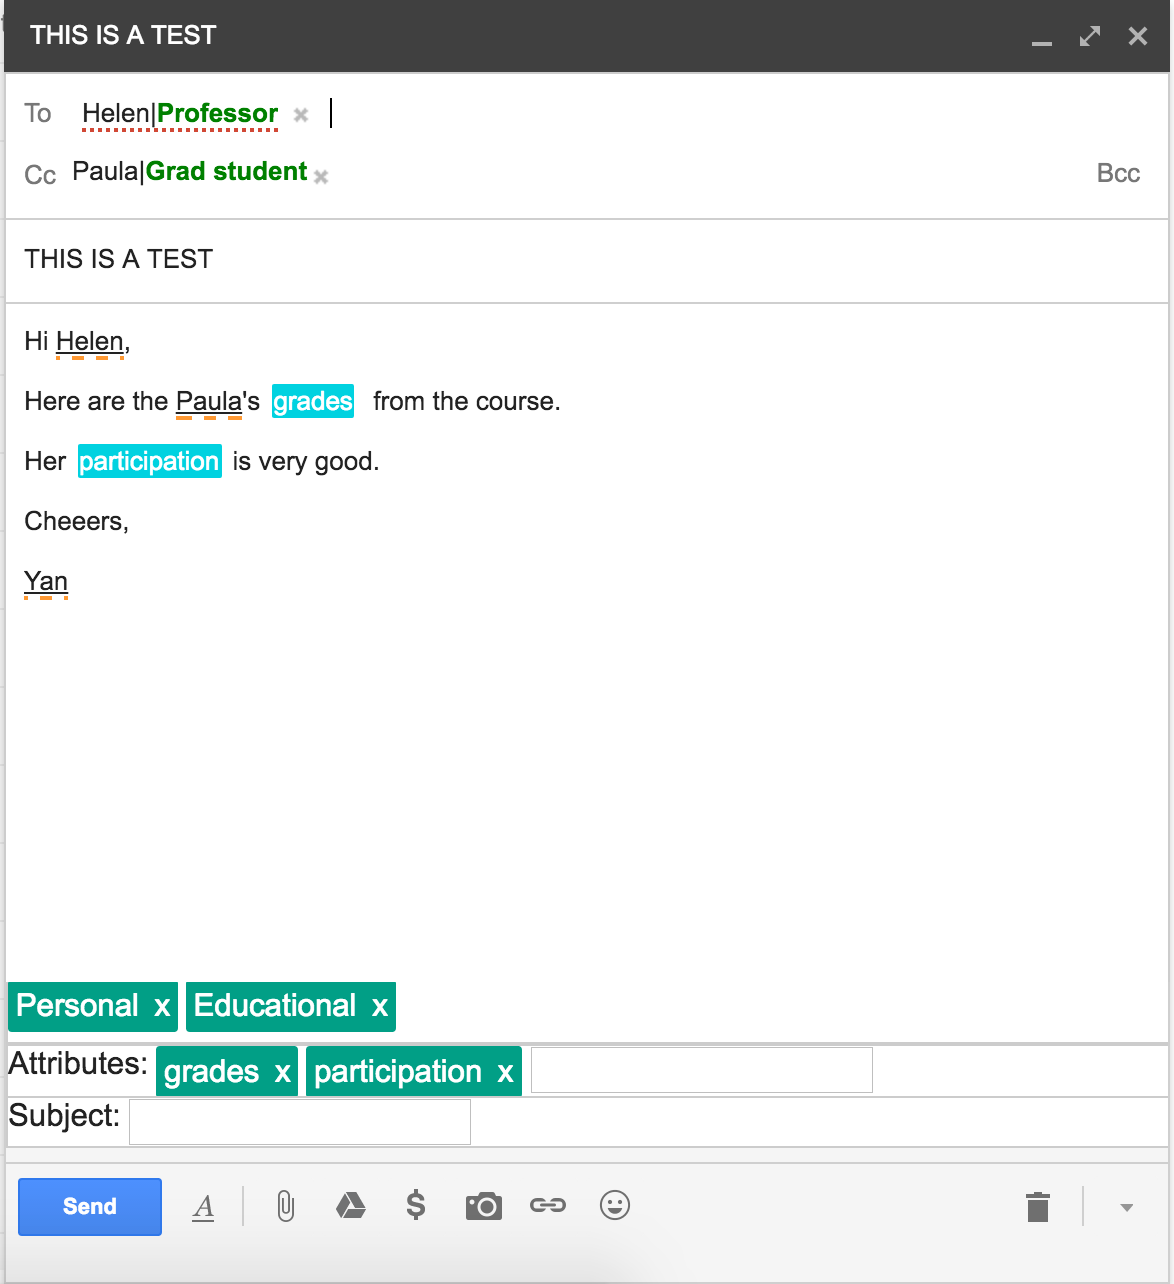 THIS IS A TEST
To Helen|Professor
Cc Paula|Grad student Bcc
THIS IS A TEST
Hi Helen,
Here are the Paula's grades from the course.
Her participation is very good.
Cheeers,
Yan
Personal x Educational x
Attributes: grades x participation x
Subject:
Send A $